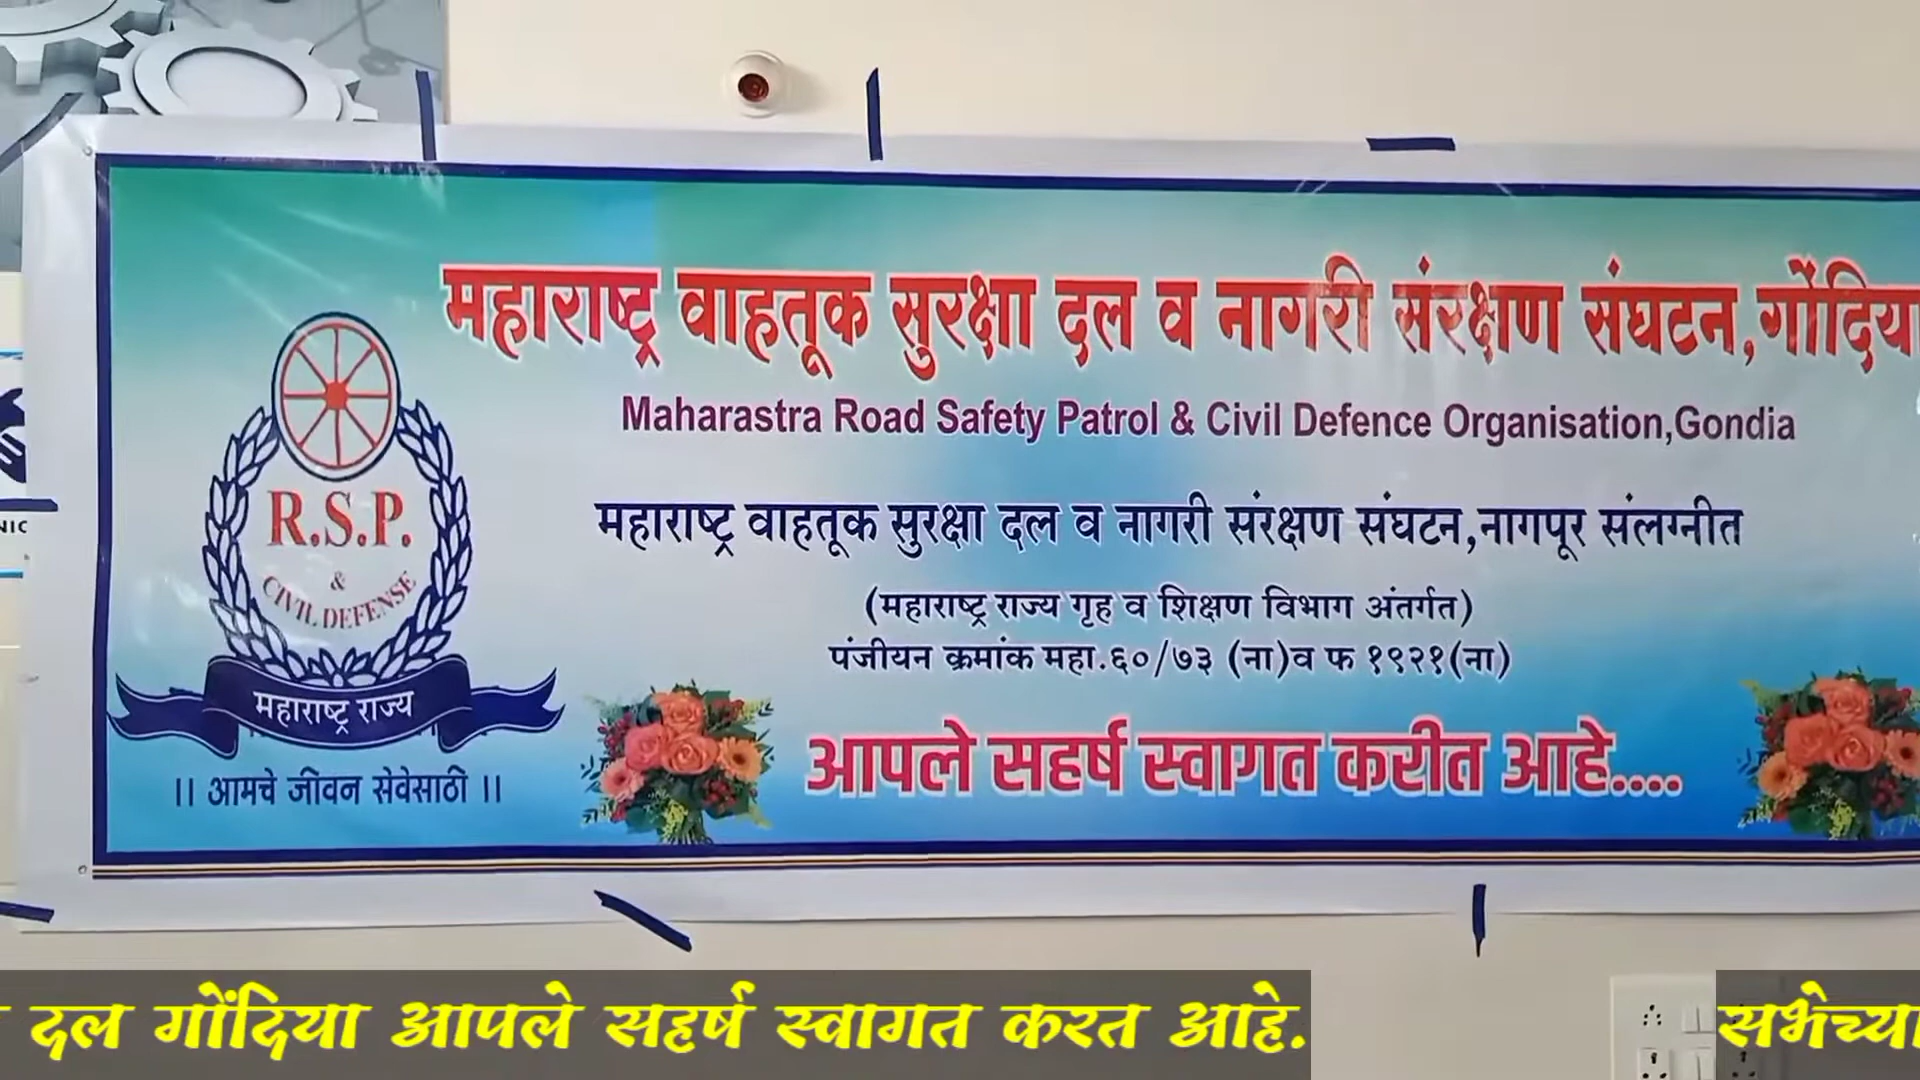 महाराष्ट्र वाहतूक सुरक्षा दल व नागरी संरक्षण संघटन,गोंदिया
Maharastra Road Safety Patrol & Civil Defence Organisation,Gondia
महाराष्ट्र वाहतूक सुरक्षा दल व नागरी संरक्षण संघटन,नागपूर संलग्नीत
(महाराष्ट्र राज्य गृह व शिक्षण विभाग अंतर्गत)
पंजीयन क्रमांक महा.६०/७३ (ना)व फ १९२१(ना)
आपले सहर्ष स्वागत करीत आहे....
R.S.P.
&
CIVIL DEFENSE
महाराष्ट्र राज्य
।। आमचे जीवन सेवेसाठी ।।
NIC
दल गोंदिया आपले सहर्ष स्वागत करत आहे.
सभेच्या